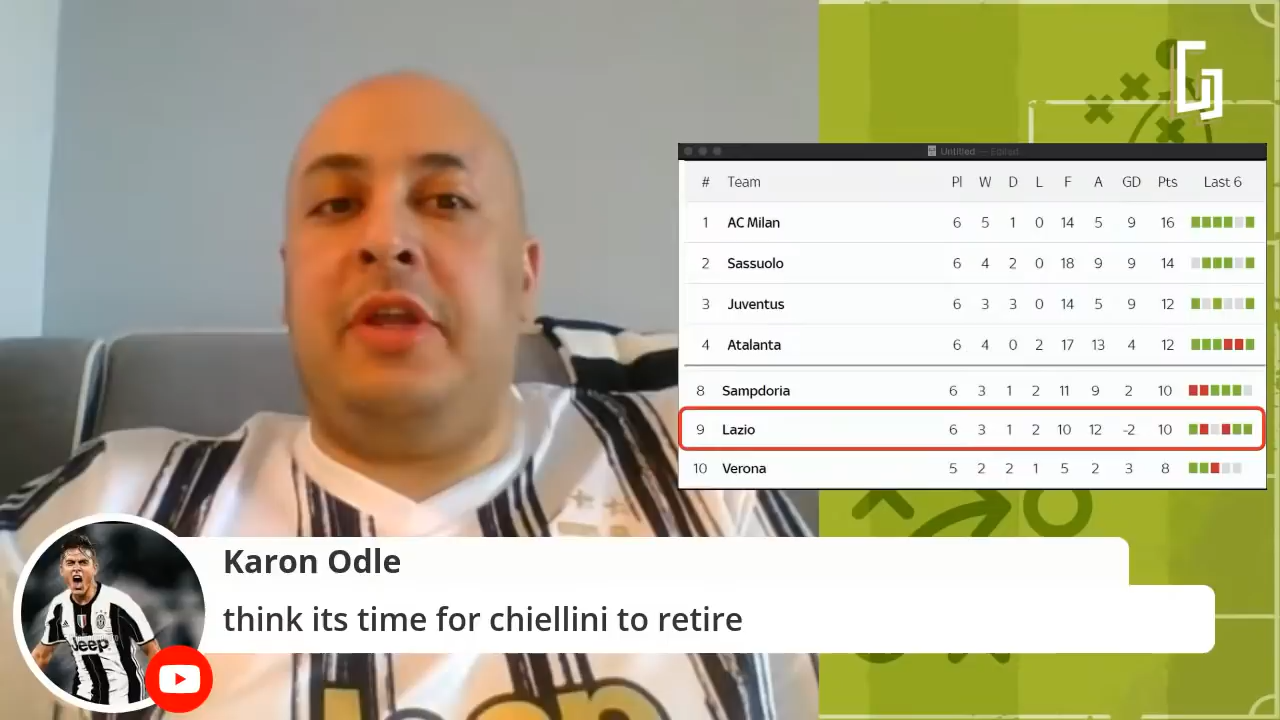 Untitled — Edited
# Team Pl W D L F A GD Pts Last 6
1 AC Milan 6 5 1 0 14 5 9 16
2 Sassuolo 6 4 2 0 18 9 9 14
3 Juventus 6 3 3 0 14 5 9 12
4 Atalanta 6 4 0 2 17 13 4 12
8 Sampdoria 6 3 1 2 11 9 2 10
9 Lazio 6 3 1 2 10 12 -2 10
10 Verona 5 2 2 1 5 2 3 8
Karon Odle
think its time for chiellini to retire
Jeep
Jeep